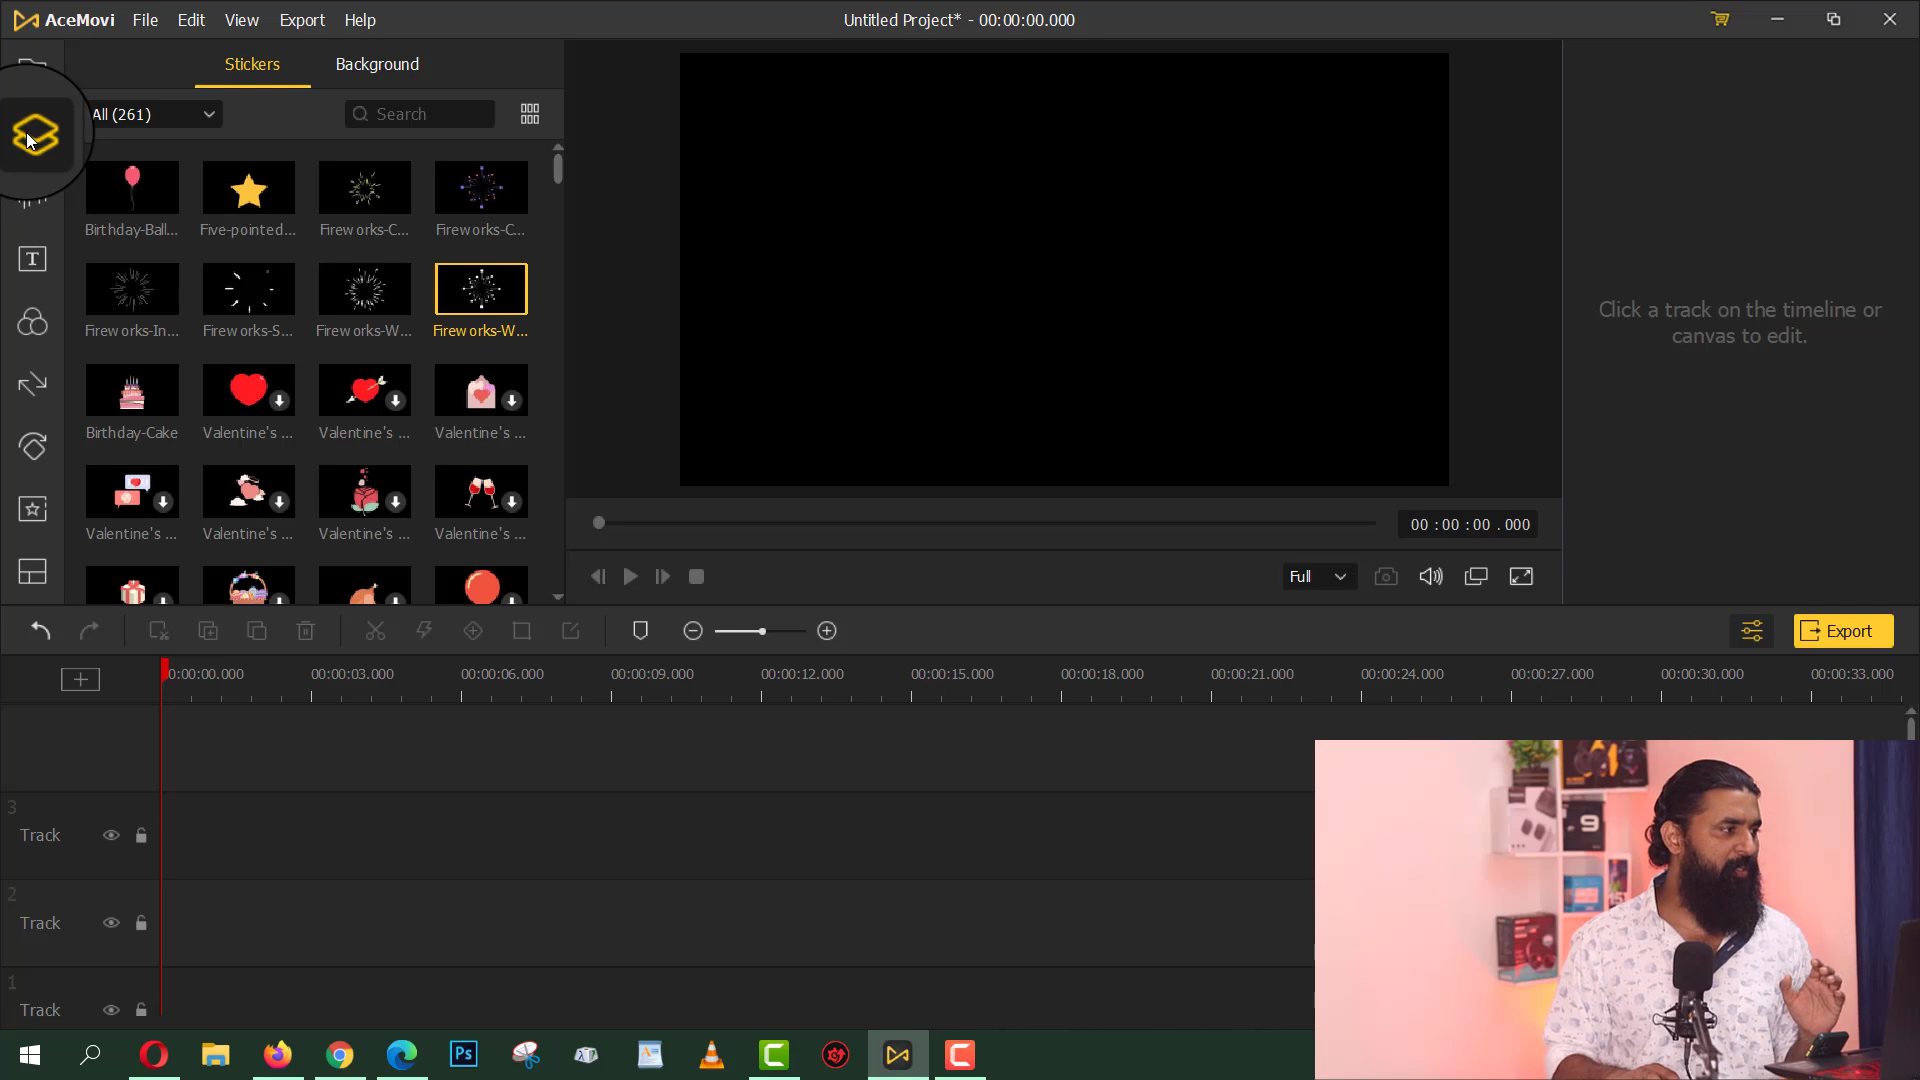 AceMovi File Edit View Export Help
Untitled Project* - 00:00:00.000
Stickers Background
All (261)
Search
Birthday-Ball... Five-pointed... Fireworks-C... Fireworks-C...
Fireworks-In... Fireworks-S... Fireworks-W... Fireworks-W...
Birthday-Cake Valentine's ... Valentine's ... Valentine's ...
Valentine's ... Valentine's ... Valentine's ... Valentine's ...
Click a track on the timeline or
canvas to edit.
00 : 00 : 00 . 000
Full
Export
0:00:00.000 00:00:03.000 00:00:06.000 00:00:09.000 00:00:12.000 00:00:15.000 00:00:18.000 00:00:21.000 00:00:24.000 00:00:27.000 00:00:30.000 00:00:33.000
3
Track
2
Track
1
Track
T
Ps
9